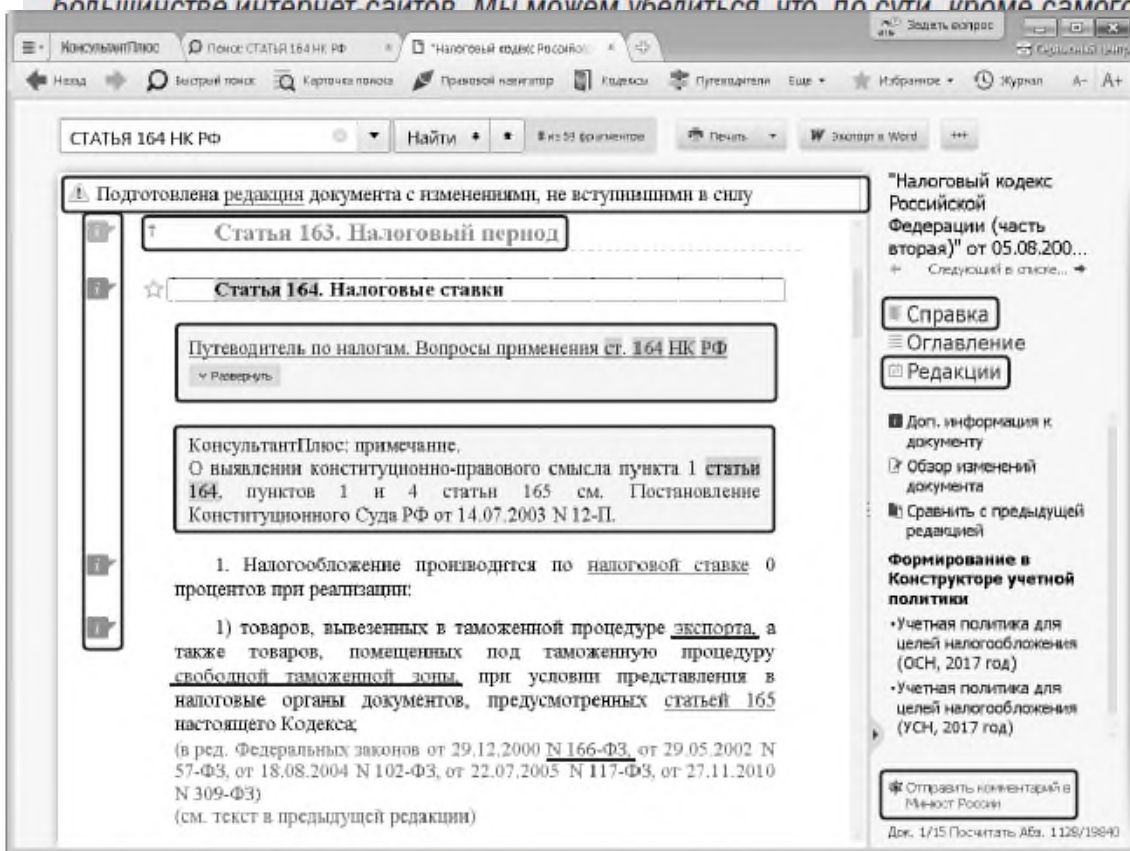 большинстве интернет-сайтов. Мы можем убедиться, что, по сути, кроме самого
Задать вопрос
КонсультантПлюс
Поиск: СТАТЬЯ 164 НК РФ
"Налоговый кодекс Российс
Назад
Быстрый поиск
Карточка поиска
Правовой навигатор
Кодексы
Путеводители
Еще
Избранное
Журнал
А-
А+
СТАТЬЯ 164 НК РФ
Найти
8 из 59 фрагментов
Печать
Экспорт в Word
"Налоговый кодекс
Российской
Федерации (часть
вторая)" от 05.08.200...
Следующий в списке...
Подготовлена редакция документа с изменениями, не вступившими в силу
Статья 163. Налоговый период
Статья 164. Налоговые ставки
Путеводитель по налогам. Вопросы применения ст. 164 НК РФ
Развернуть
КонсультантПлюс: примечание.
О выявлении конституционно-правового смысла пункта 1 статьи
164, пунктов 1 и 4 статьи 165 см. Постановление
Конституционного Суда РФ от 14.07.2003 N 12-П.
1. Налогообложение производится по налоговой ставке 0
процентов при реализации:
1) товаров, вывезенных в таможенной процедуре экспорта, а
также товаров, помещенных под таможенную процедуру
свободной таможенной зоны, при условии представления в
налоговые органы документов, предусмотренных статьей 165
настоящего Кодекса;
(в ред. Федеральных законов от 29.12.2000 N 166-ФЗ, от 29.05.2002 N
57-ФЗ, от 18.08.2004 N 102-ФЗ, от 22.07.2005 N 117-ФЗ, от 27.11.2010
N 309-ФЗ)
(см. текст в предыдущей редакции)
Справка
Оглавление
Редакции
Доп. информация к
документу
Обзор изменений
документа
Сравнить с предыдущей
редакцией
Формирование в
Конструкторе учетной
политики
•Учетная политика для
целей налогообложения
(ОСН, 2017 год)
•Учетная политика для
целей налогообложения
(УСН, 2017 год)
Отправить комментарий в
Минюст России
Док. 1/15 Посчитать Абз. 1128/19840